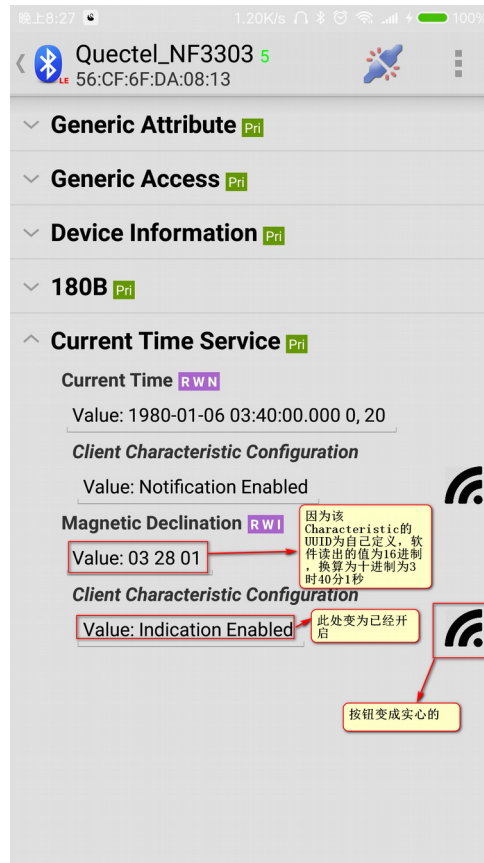 晚上8:27 1.20K/s 100%
Quectel_NF3303 5
LE 56:CF:6F:DA:08:13
Generic Attribute Pri
Generic Access Pri
Device Information Pri
180B Pri
Current Time Service Pri
Current Time RWN
Value: 1980-01-06 03:40:00.000 0, 20
Client Characteristic Configuration
Value: Notification Enabled
Magnetic Declination RWI
Value: 03 28 01
因为该
Characteristic的
UUID为自己定义，软
件读出的值为16进制
，换算为十进制为3
时40分1秒
Client Characteristic Configuration
Value: Indication Enabled
此处变为已经开
启
按钮变成实心的